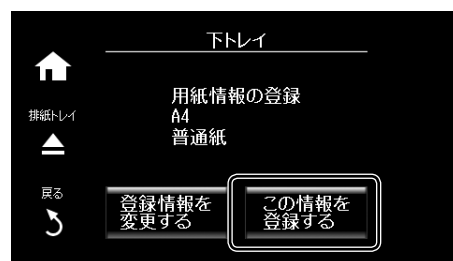 下トレイ
用紙情報の登録
A4
普通紙
排紙トレイ
戻る
登録情報を
変更する
この情報を
登録する